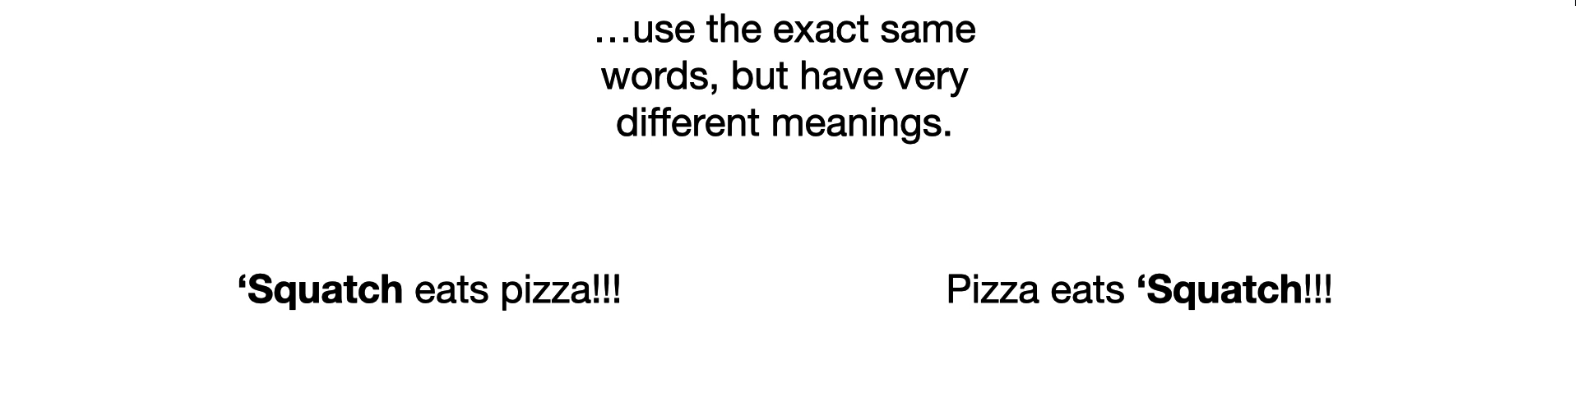 …use the exact same
words, but have very
different meanings.
‘Squatch eats pizza!!!
Pizza eats ‘Squatch!!!